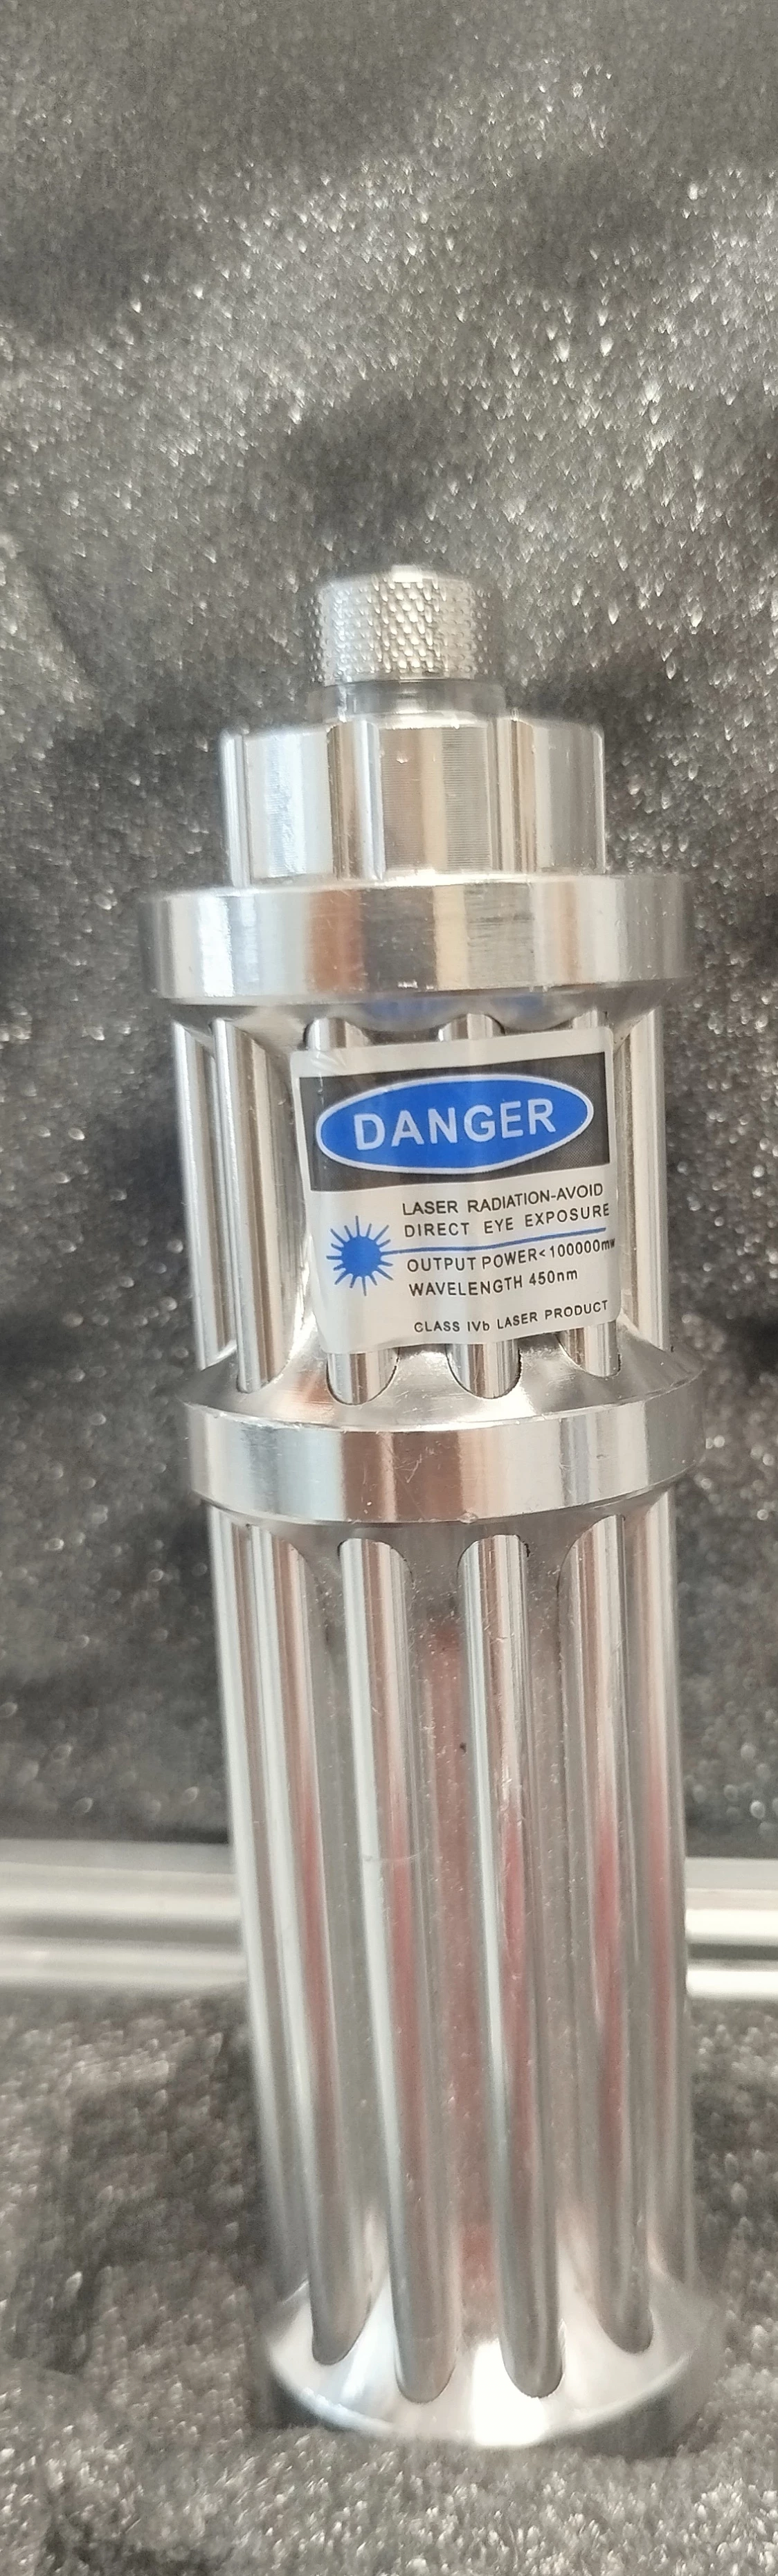 DANGER
LASER RADIATION-AVOID
DIRECT EYE EXPOSURE
OUTPUT POWER<100000mW
WAVELENGTH 450nm
CLASS IVb LASER PRODUCT